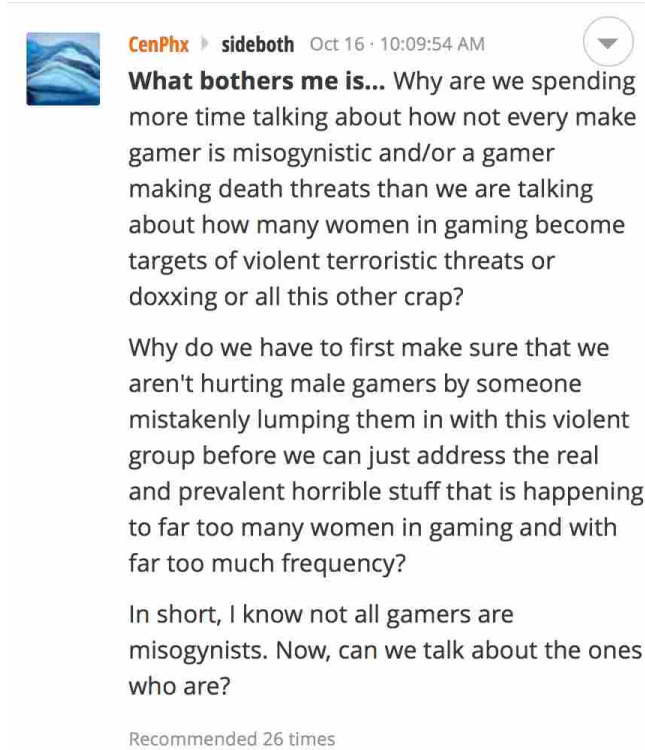 CenPhx sideboth Oct 16 · 10:09:54 AM
What bothers me is... Why are we spending
more time talking about how not every make
gamer is misogynistic and/or a gamer
making death threats than we are talking
about how many women in gaming become
targets of violent terroristic threats or
doxxing or all this other crap?
Why do we have to first make sure that we
aren't hurting male gamers by someone
mistakenly lumping them in with this violent
group before we can just address the real
and prevalent horrible stuff that is happening
to far too many women in gaming and with
far too much frequency?
In short, I know not all gamers are
misogynists. Now, can we talk about the ones
who are?
Recommended 26 times